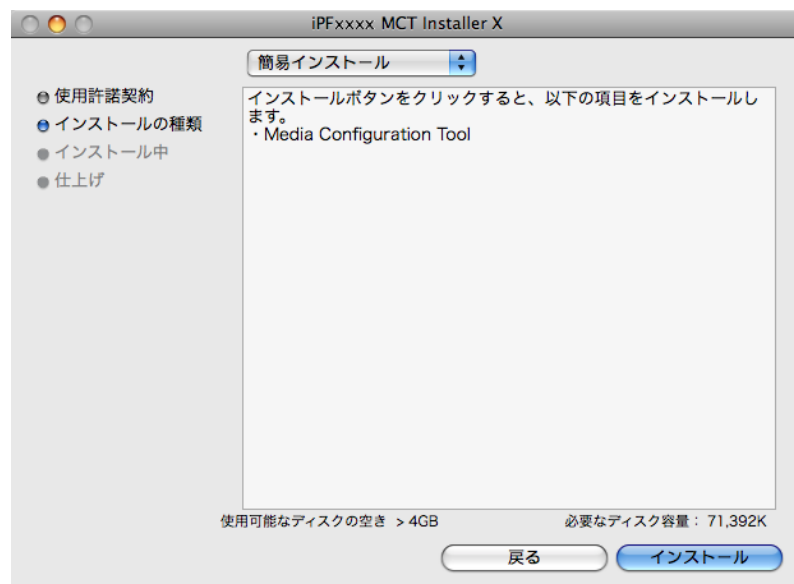 iPFxxxx MCT Installer X
簡易インストール
使用許諾契約
インストールの種類
インストール中
仕上げ
インストールボタンをクリックすると、以下の項目をインストールし
ます。
・Media Configuration Tool
使用可能なディスクの空き > 4GB
必要なディスク容量： 71,392K
戻る
インストール